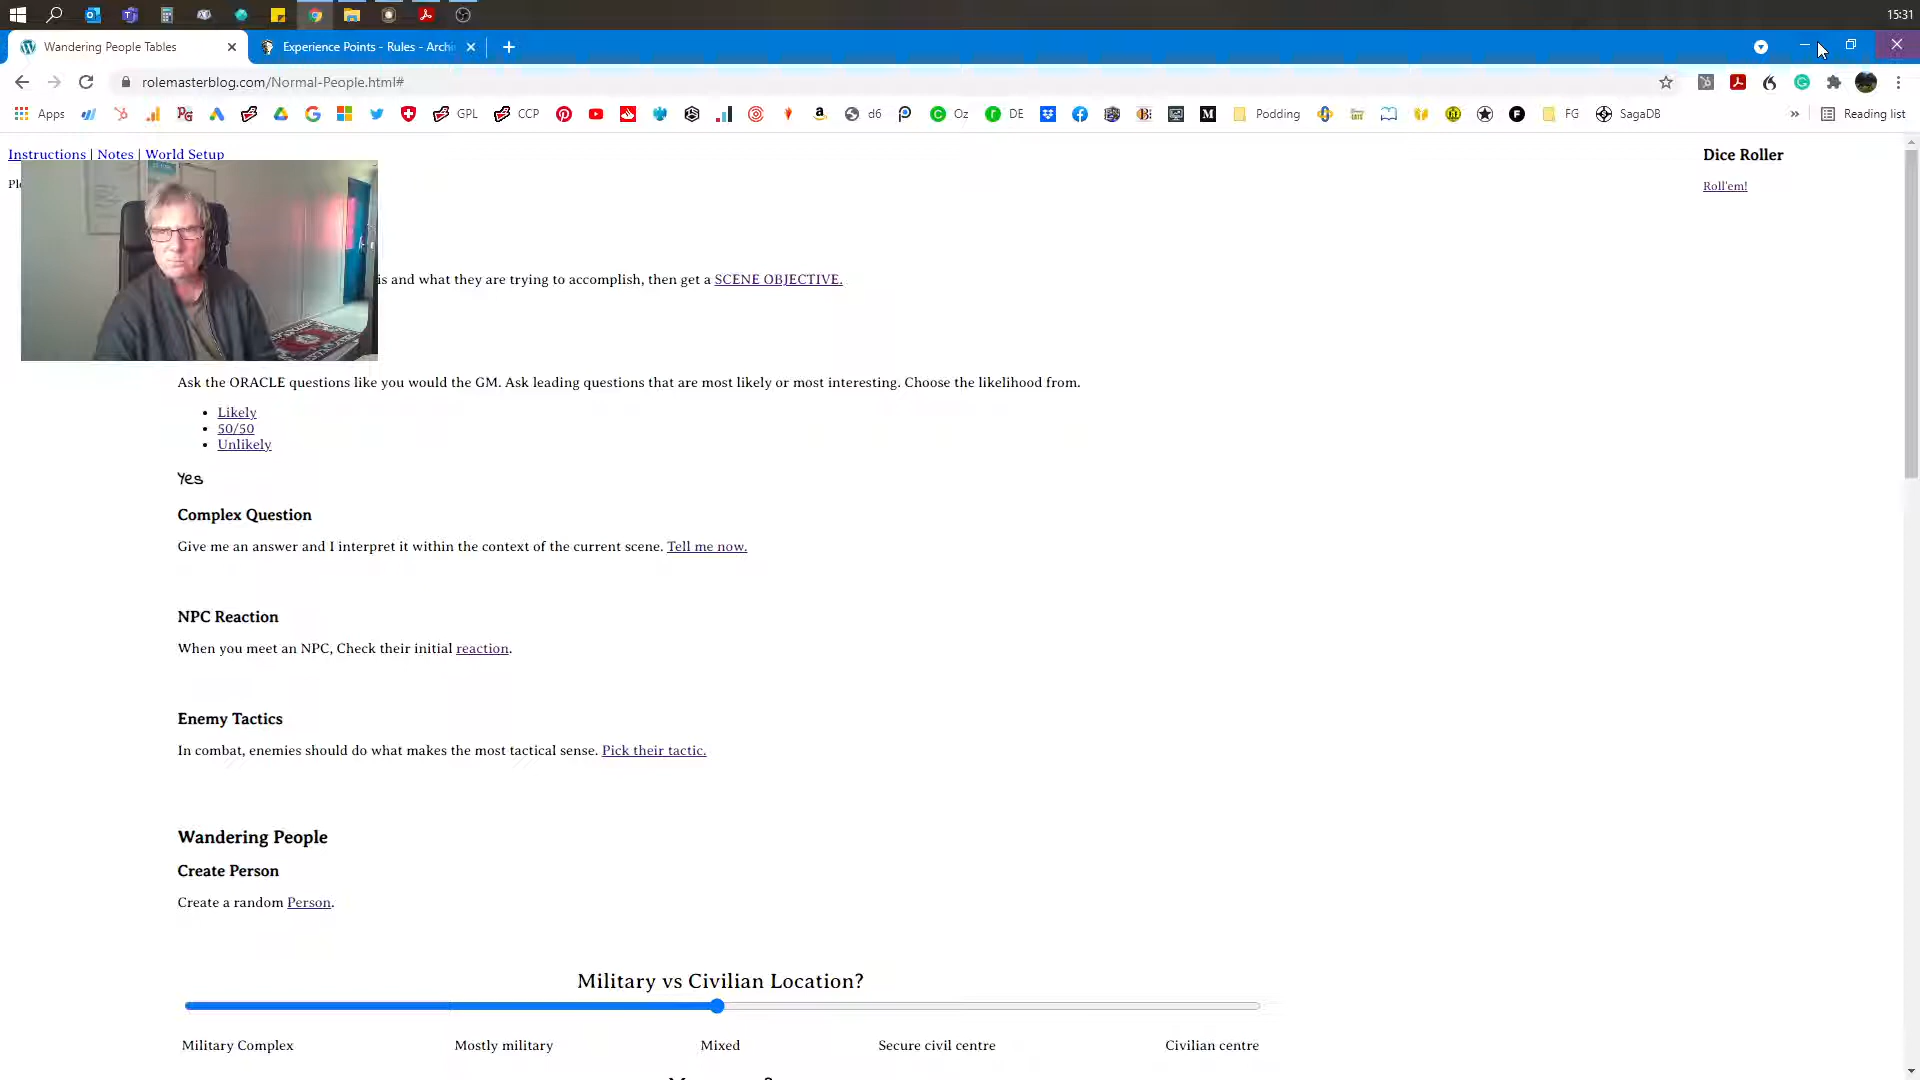 15:31
Wandering People Tables
Experience Points - Rules - Archi
rolemasterblog.com/Normal-People.html#
Apps
GPL
CCP
d6
Oz
DE
Podding
FG
SagaDB
Reading list
Instructions | Notes | World Setup
Dice Roller
Roll'em!
is and what they are trying to accomplish, then get a SCENE OBJECTIVE.
Ask the ORACLE questions like you would the GM. Ask leading questions that are most likely or most interesting. Choose the likelihood from.
Likely
50/50
Unlikely
Yes
Complex Question
Give me an answer and I interpret it within the context of the current scene. Tell me now.
NPC Reaction
When you meet an NPC, Check their initial reaction.
Enemy Tactics
In combat, enemies should do what makes the most tactical sense. Pick their tactic.
Wandering People
Create Person
Create a random Person.
Military vs Civilian Location?
Military Complex Mostly military Mixed Secure civil centre Civilian centre